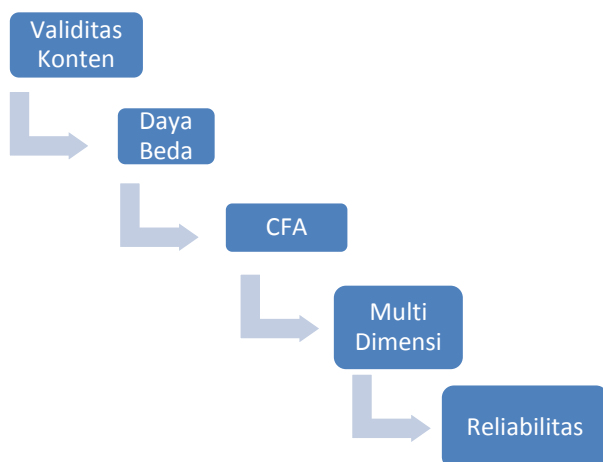 Validitas
Konten
Daya
Beda
CFA
Multi
Dimensi
Reliabilitas